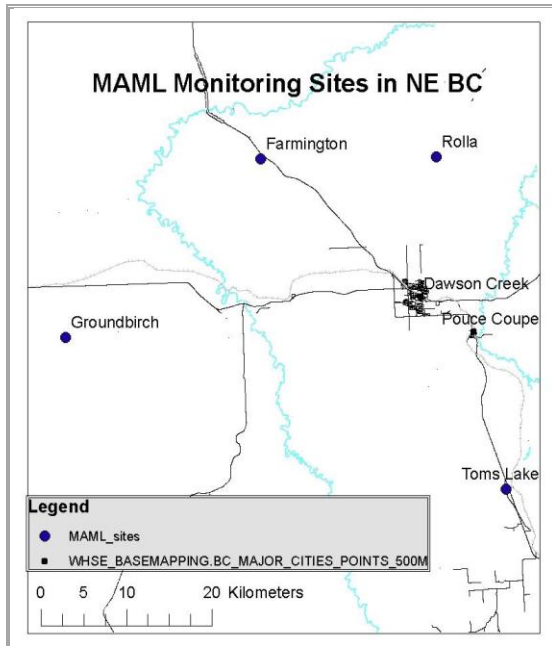 MAML Monitoring Sites in NE BC
Farmington
Rolla
Dawson Creek
Pouce Coupe
Groundbirch
Toms Lake
Legend
MAML_sites
WHSE_BASEMAPPING.BC_MAJOR_CITIES_POINTS_500M
0 5 10 20 Kilometers